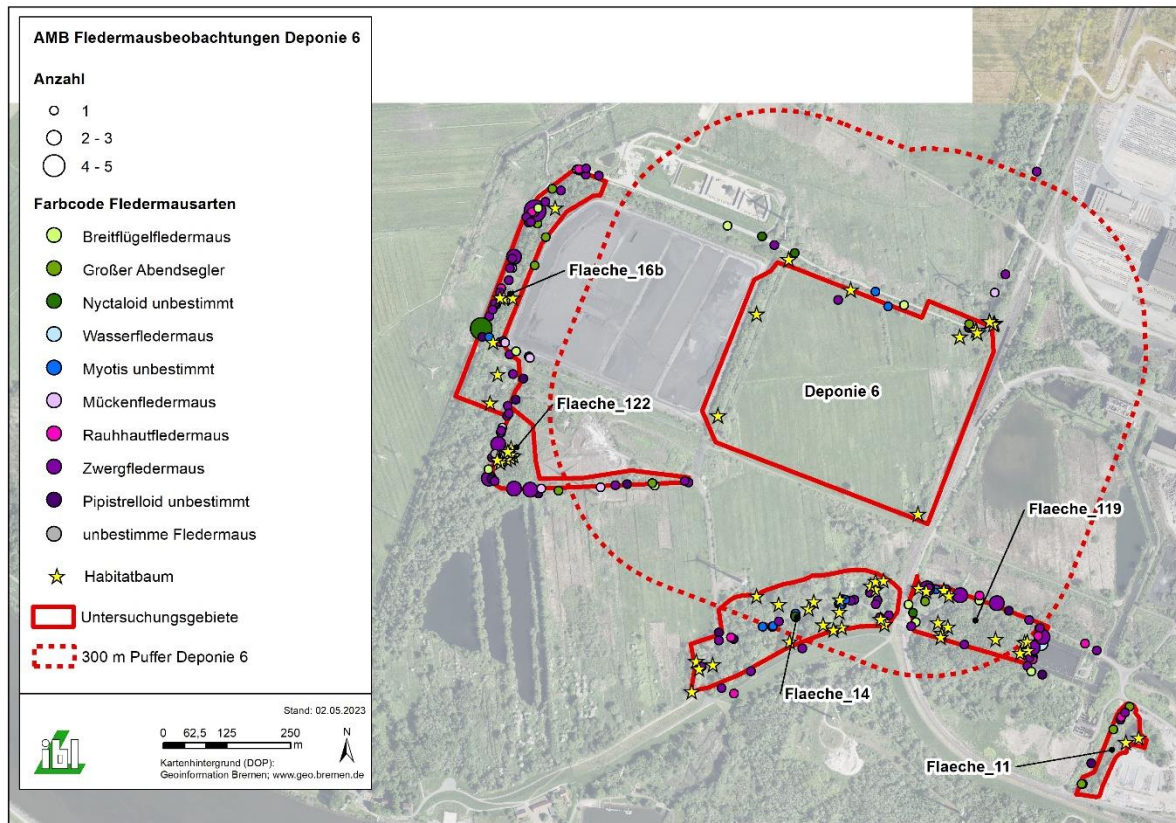 AMB Fledermausbeobachtungen Deponie 6
Anzahl
1
2 - 3
4 - 5
Farbcode Fledermausarten
Breitflügelfledermaus
Großer Abendsegler
Nyctaloid unbestimmt
Wasserfledermaus
Myotis unbestimmt
Mückenfledermaus
Rauhhautfledermaus
Zwergfledermaus
Pipistrelloid unbestimmt
unbestimme Fledermaus
Habitatbaum
Untersuchungsgebiete
300 m Puffer Deponie 6
Stand: 02.05.2023
ibl
0 62,5 125 250
m
N
Kartenhintergrund (DOP):
Geoinformation Bremen; www.geo.bremen.de
Flaeche_16b
Flaeche_122
Deponie 6
Flaeche_119
Flaeche_14
Flaeche_11